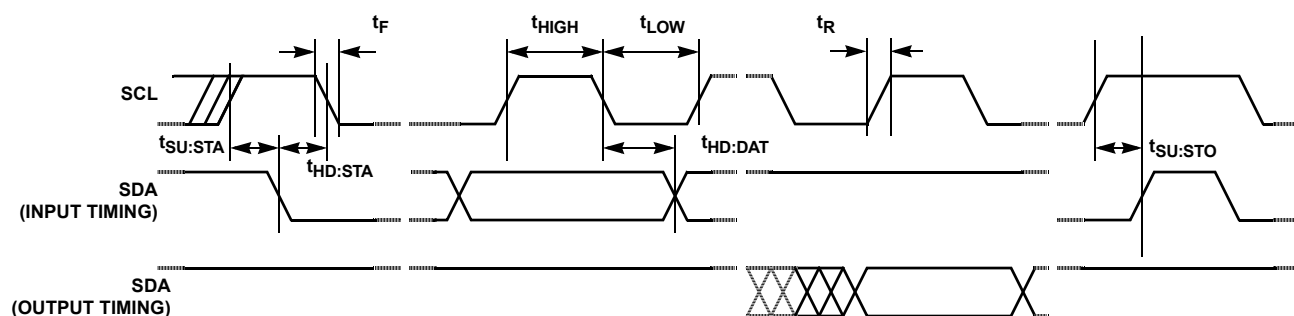 tF
tHIGH
tLOW
tR
SCL
tSU:STA
tHD:STA
tHD:DAT
tSU:STO
SDA
(INPUT TIMING)
SDA
(OUTPUT TIMING)